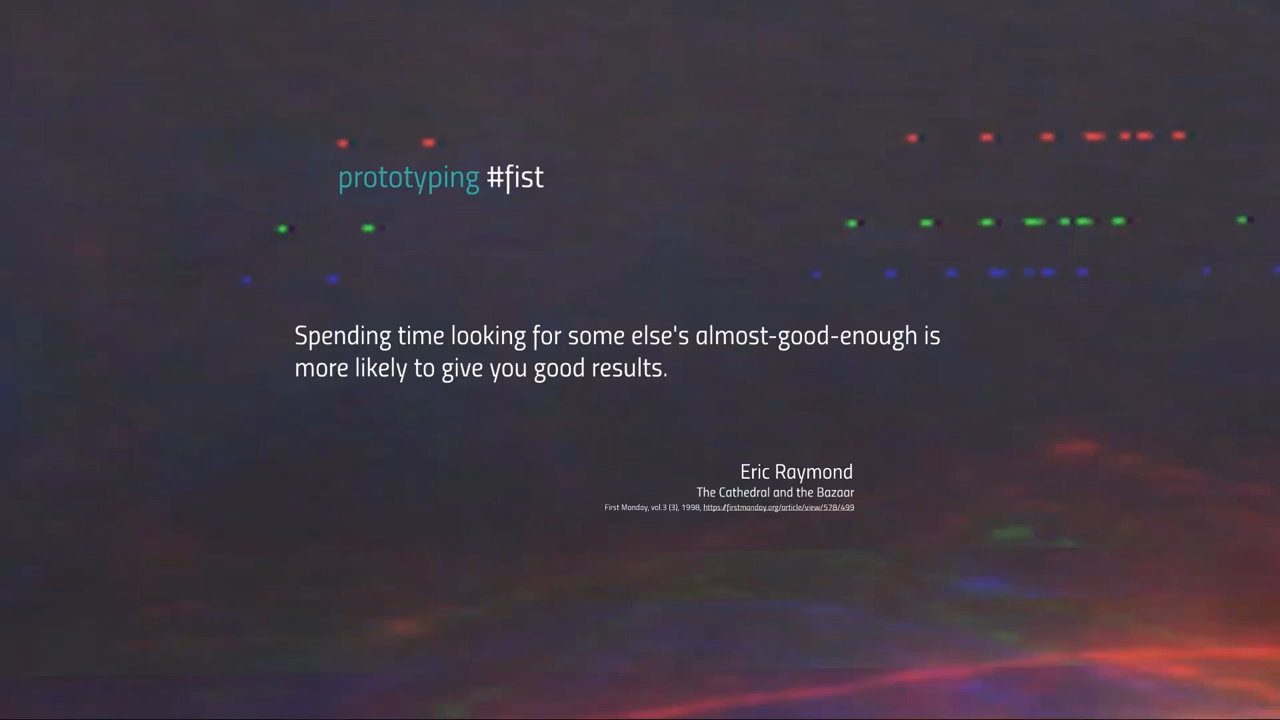 prototyping #fist
Spending time looking for some else's almost-good-enough is
more likely to give you good results.
Eric Raymond
The Cathedral and the Bazaar
First Monday, vol.3 (3), 1998, https://firstmonday.org/article/view/578/499